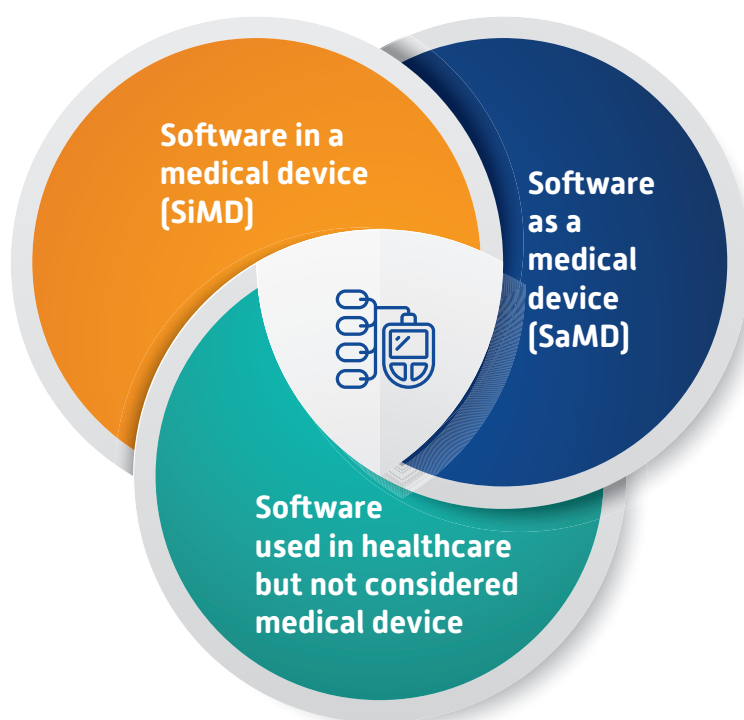 Software in a
medical device
(SiMD)
Software
as a
medical
device
(SaMD)
Software
used in healthcare
but not considered
medical device